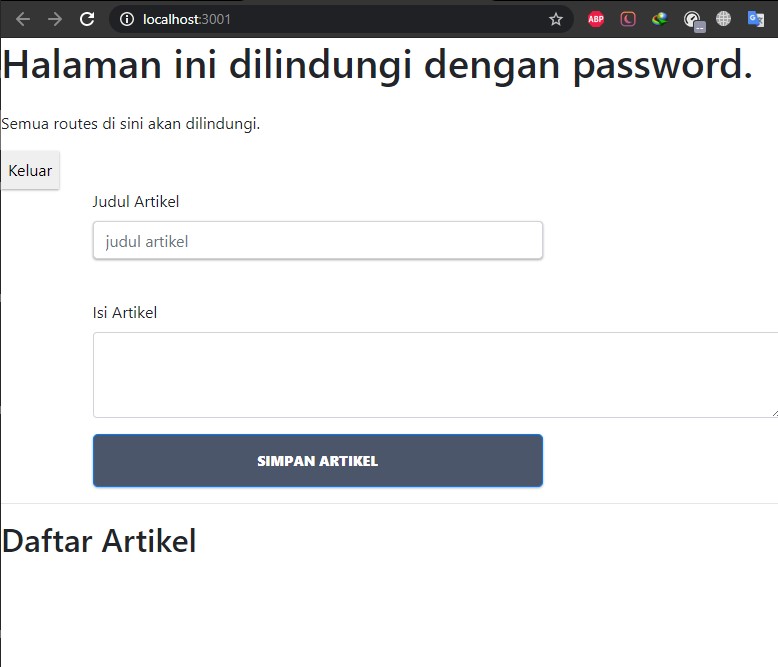 localhost:3001
ABP
Halaman ini dilindungi dengan password.
Semua routes di sini akan dilindungi.
Keluar
Judul Artikel
judul artikel
Isi Artikel
SIMPAN ARTIKEL
Daftar Artikel